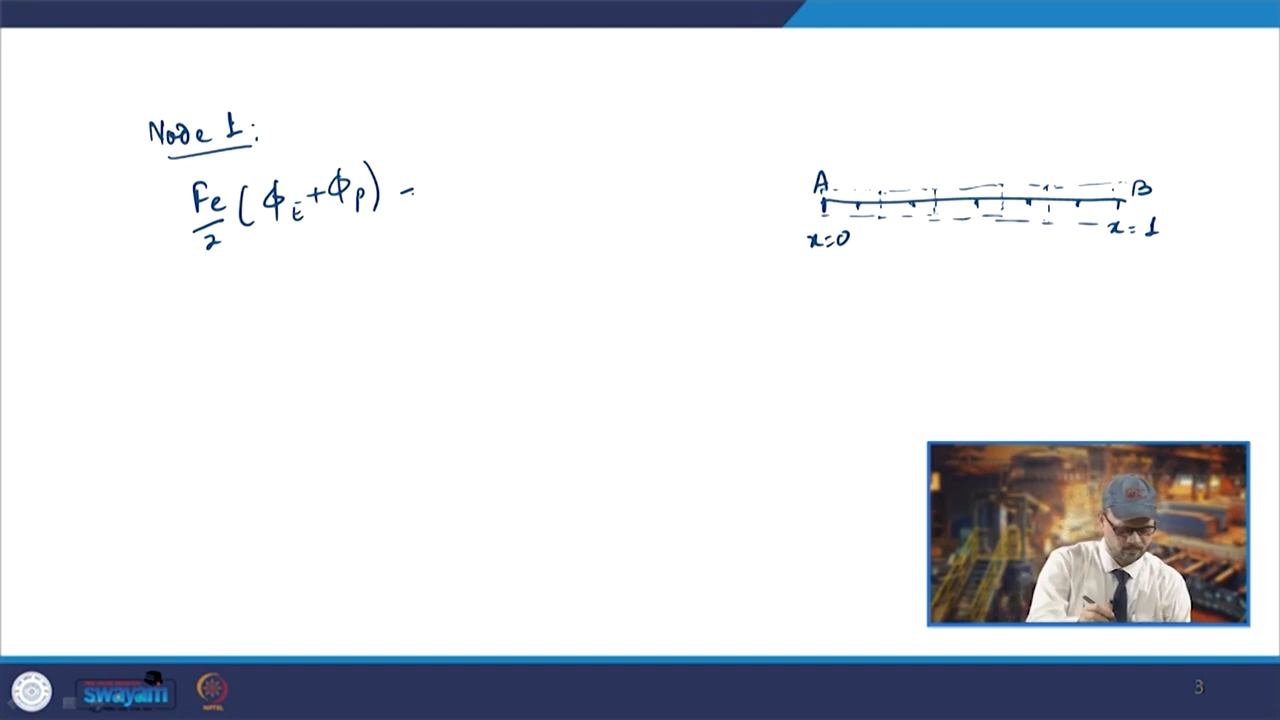 Node 1:
Fe/2 (ϕE + ϕP) -
A B
x=0 x=1
3
swayam